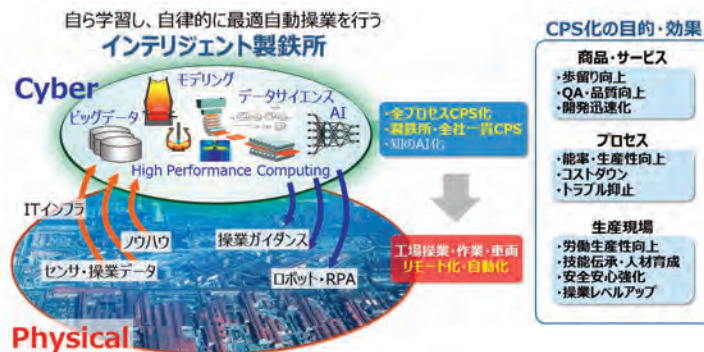 自ら学習し、自律的に最適自動操業を行う
インテリジェント製鉄所
Cyber
モデリング
ビッグデータ
データサイエンス
AI
High Performance Computing
ITインフラ
ノウハウ
センサ・操業データ
操業ガイダンス
ロボット・RPA
Physical
・全プロセスCPS化
・製鉄所・全社一貫CPS
・知のAI化
工場操業・作業・車両
リモート化・自動化
CPS化の目的・効果
商品・サービス
・歩留り向上
・QA・品質向上
・開発迅速化
プロセス
・能率・生産性向上
・コストダウン
・トラブル抑止
生産現場
・労働生産性向上
・技能伝承・人材育成
・安全安心強化
・操業レベルアップ